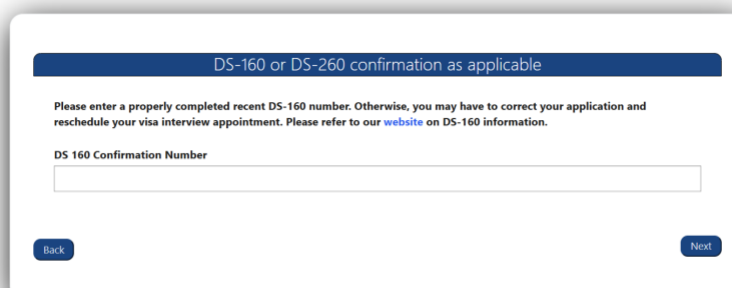 DS-160 or DS-260 confirmation as applicable
Please enter a properly completed recent DS-160 number. Otherwise, you may have to correct your application and
reschedule your visa interview appointment. Please refer to our website on DS-160 information.
DS 160 Confirmation Number
Back
Next